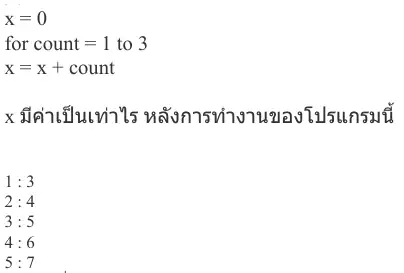 x = 0
for count = 1 to 3
x = x + count
x มีค่าเป็นเท่าไร หลังการทำงานของโปรแกรมนี้
1 : 3
2 : 4
3 : 5
4 : 6
5 : 7